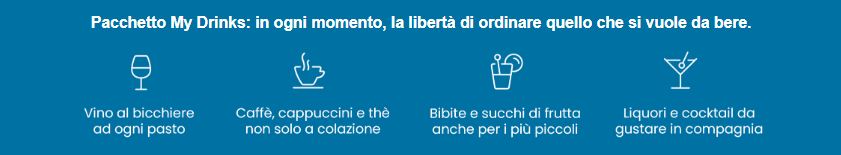 Pacchetto My Drinks: in ogni momento, la libertà di ordinare quello che si vuole da bere.
Vino al bicchiere
ad ogni pasto
Caffè, cappuccini e thè
non solo a colazione
Bibite e succhi di frutta
anche per i più piccoli
Liquori e cocktail da
gustare in compagnia